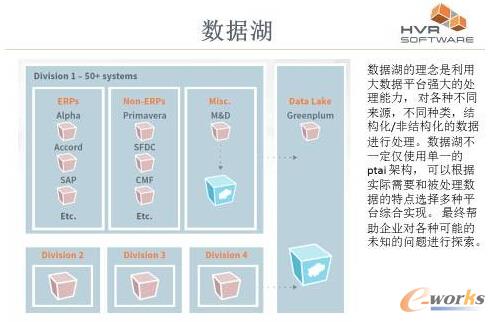 数据湖
HVR
SOFTWARE
Division 1 – 50+ systems
ERPs
Alpha
Accord
SAP
Etc.
Non-ERPs
Primavera
SFDC
CMF
Etc.
Misc.
M&D
Data Lake
Greenplum
Division 2
Division 3
Division 4
数据湖的理念是利用
大数据平台强大的处
理能力，对各种不同
来源，不同种类，结
构化/非结构化的数据
进行处理。数据湖不
一定仅使用单一的
ptai架构，可以根据
实际需要和被处理数
据的特点选择多种平
台综合实现。最终帮
助企业对各种可能的
未知的问题进行探索。
e-works